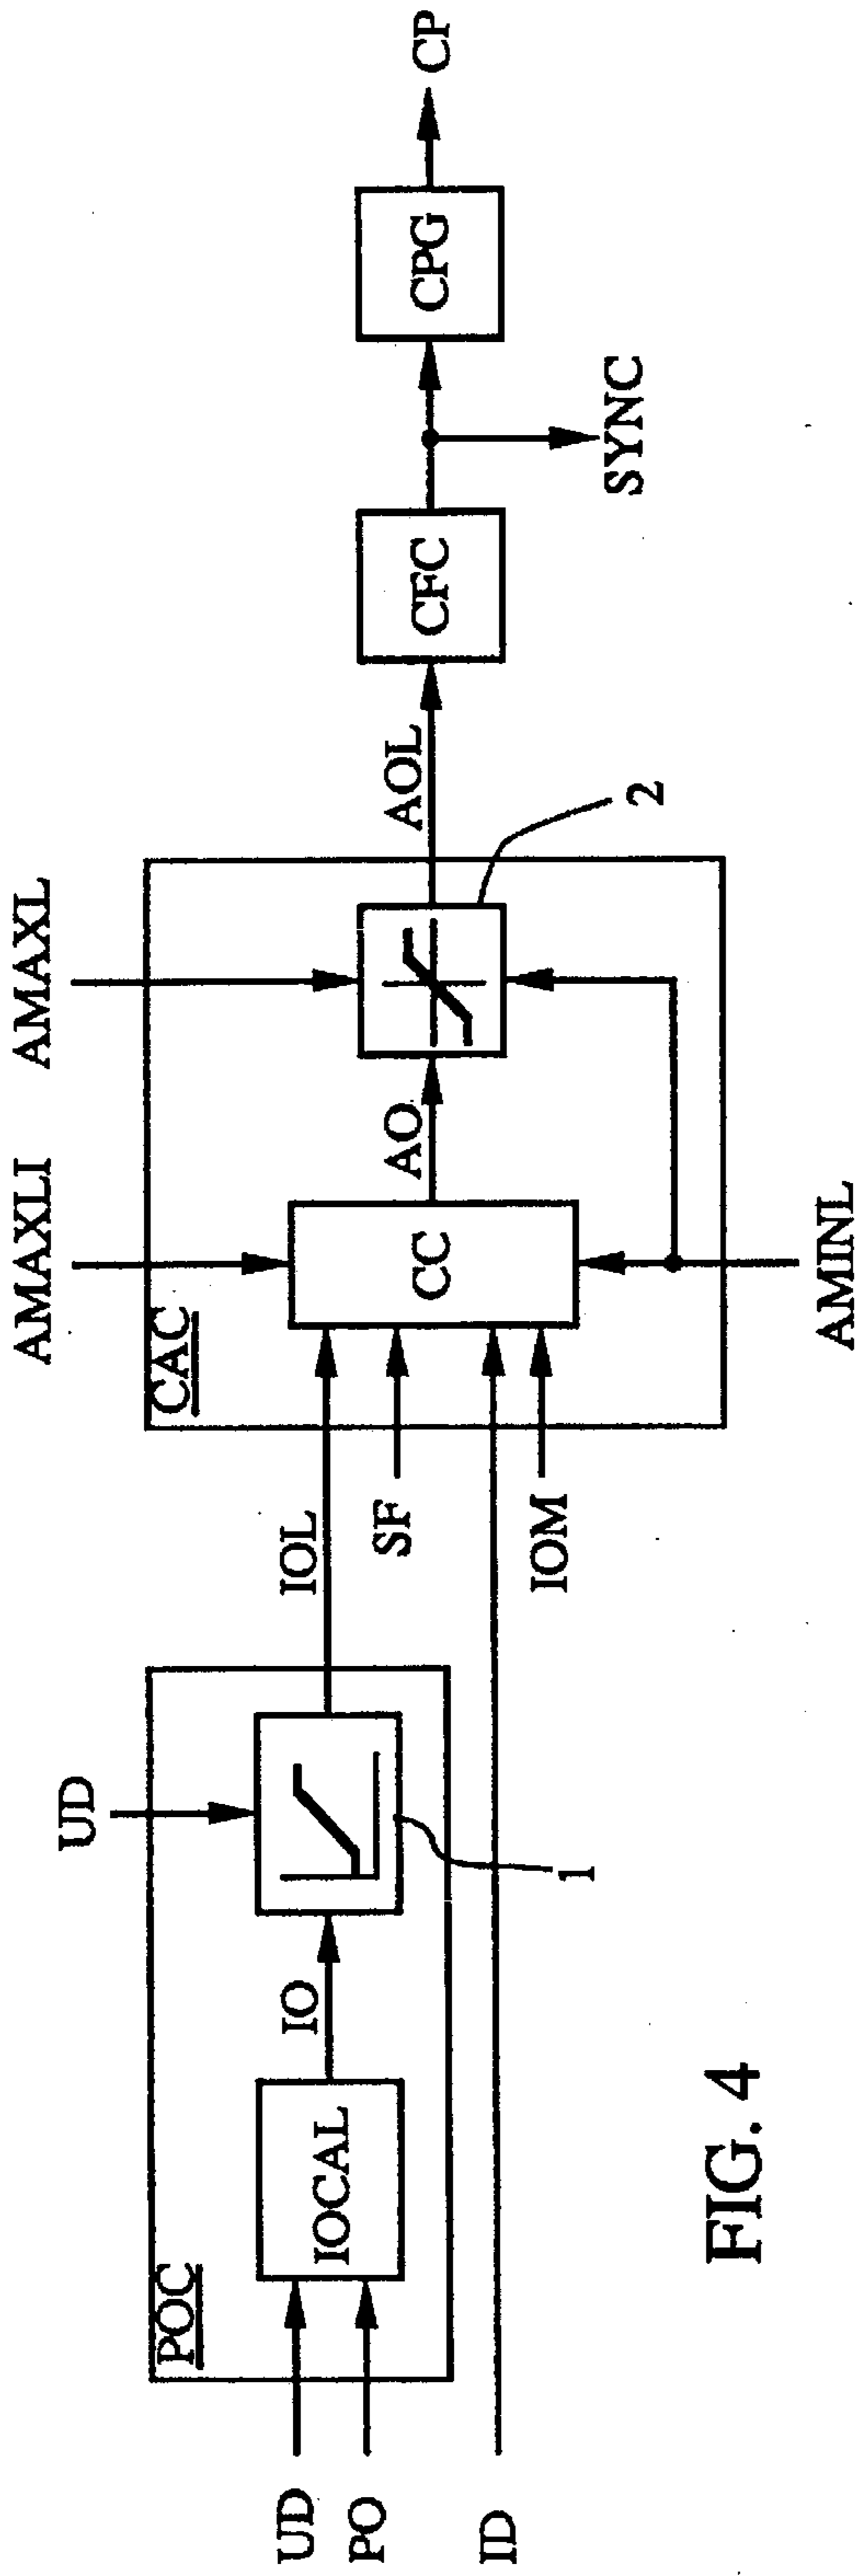 POC
UD
PO
ID
IOCAL
IO
UD
1
IOL
SF
IOM
CAC
AMAXLI
AMAXL
CC
AO
2
AMINL
AOL
CFC
SYNC
CPG
CP
FIG. 4